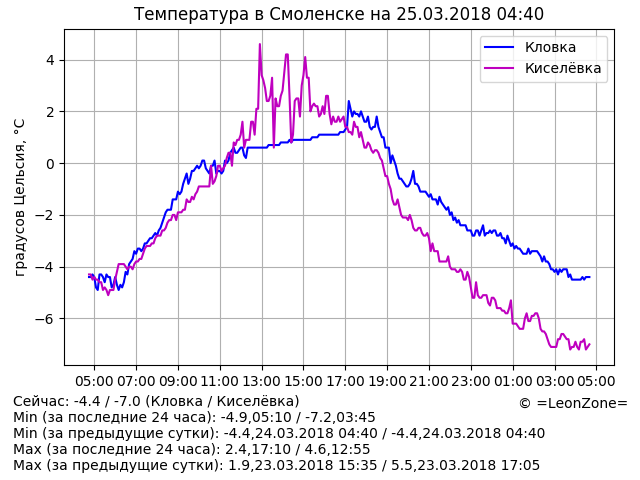 Температура в Смоленске на 25.03.2018 04:40
Кловка
Киселёвка
градусов Цельсия, °C
4
2
0
−2
−4
−6
05:00 07:00 09:00 11:00 13:00 15:00 17:00 19:00 21:00 23:00 01:00 03:00 05:00
Сейчас: -4.4 / -7.0 (Кловка / Киселёвка)
© =LeonZone=
Min (за последние 24 часа): -4.9,05:10 / -7.2,03:45
Min (за предыдущие сутки): -4.4,24.03.2018 04:40 / -4.4,24.03.2018 04:40
Max (за последние 24 часа): 2.4,17:10 / 4.6,12:55
Max (за предыдущие сутки): 1.9,23.03.2018 15:35 / 5.5,23.03.2018 17:05